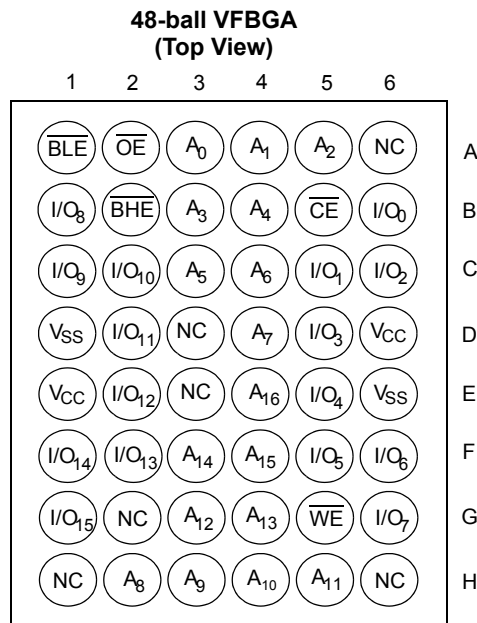 48-ball VFBGA
(Top View)
1 2 3 4 5 6
BLE OE A0 A1 A2 NC A
I/O8 BHE A3 A4 CE I/O0 B
I/O9 I/O10 A5 A6 I/O1 I/O2 C
VSS I/O11 NC A7 I/O3 VCC D
VCC I/O12 NC A16 I/O4 VSS E
I/O14 I/O13 A14 A15 I/O5 I/O6 F
I/O15 NC A12 A13 WE I/O7 G
NC A8 A9 A10 A11 NC H